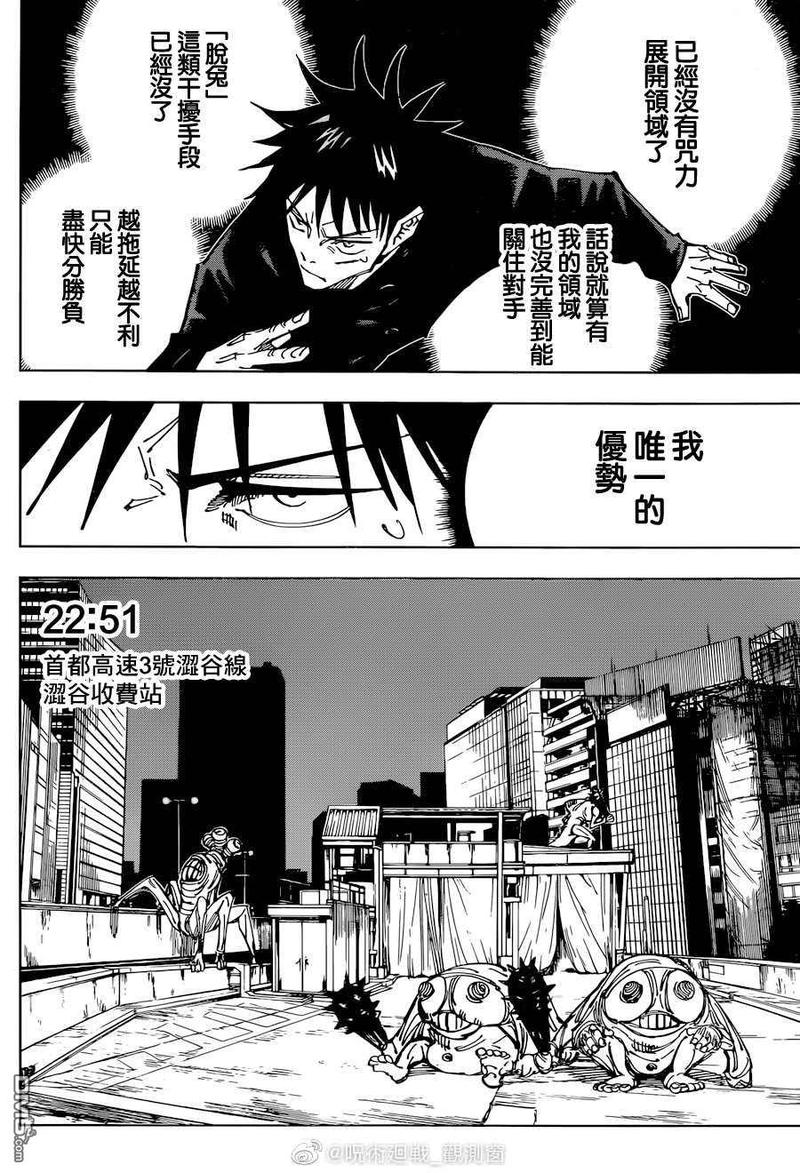 已經沒有咒力
展開領域了
話說就算有
我的領域
也沒完善到能
關住對手
「脫兔」
這類干擾手段
已經沒了
越拖延越不利
只能
盡快分勝負
我
唯一的
優勢
22:51
首都高速3號澀谷線
澀谷收費站
@呪術廻戦_觀測窗